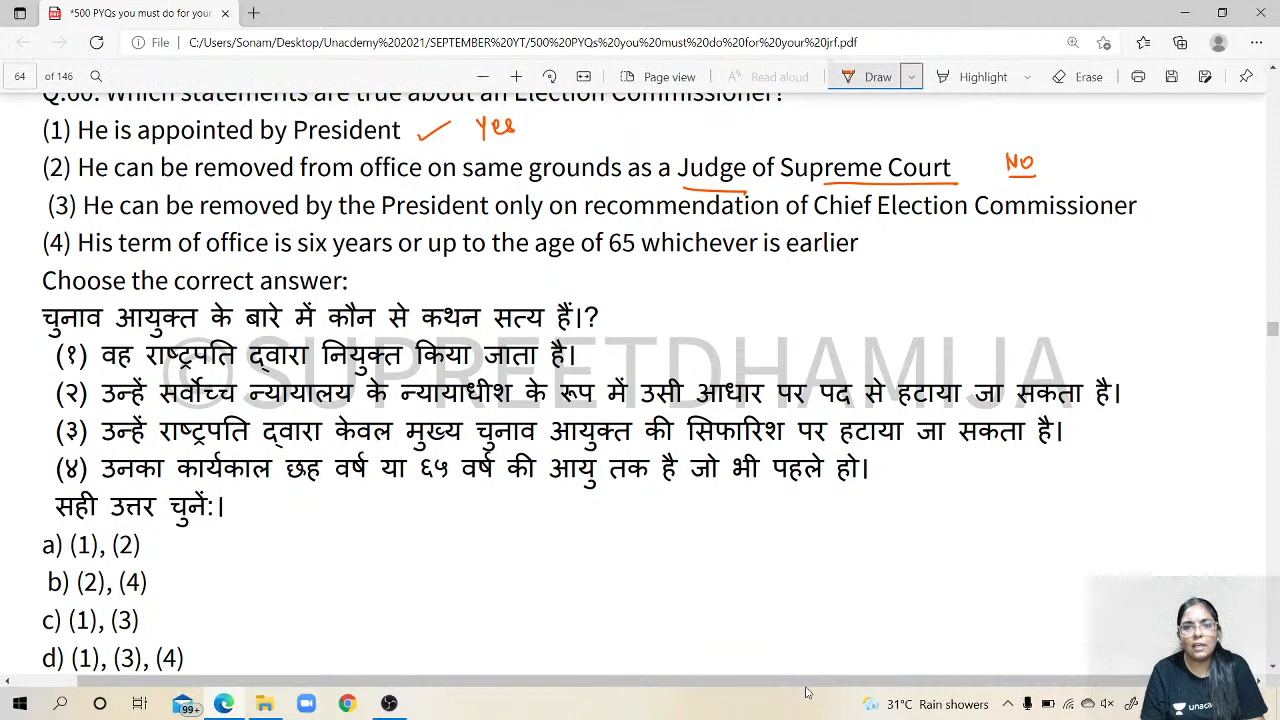 *500 PYQs you must do for your
File C:/Users/Sonam/Desktop/Unacdemy%202021/SEPTEMBER%20YT/500%20PYQs%20you%20must%20do%20for%20your%20jrf.pdf
64 of 146 Page view Read aloud Draw Highlight Erase
Q.60. Which statements are true about an Election Commissioner?
(1) He is appointed by President ✓ Yes
(2) He can be removed from office on same grounds as a Judge of Supreme Court NO
(3) He can be removed by the President only on recommendation of Chief Election Commissioner
(4) His term of office is six years or up to the age of 65 whichever is earlier
Choose the correct answer:
चुनाव आयुक्त के बारे में कौन से कथन सत्य हैं।?
©SUPREETDHAMIJA
(१) वह राष्ट्रपति द्वारा नियुक्त किया जाता है।
(२) उन्हें सर्वोच्च न्यायालय के न्यायाधीश के रूप में उसी आधार पर पद से हटाया जा सकता है।
(३) उन्हें राष्ट्रपति द्वारा केवल मुख्य चुनाव आयुक्त की सिफारिश पर हटाया जा सकता है।
(४) उनका कार्यकाल छह वर्ष या ६५ वर्ष की आयु तक है जो भी पहले हो।
सही उत्तर चुनें:।
a) (1), (2)
b) (2), (4)
c) (1), (3)
d) (1), (3), (4)
unaca
99+ 31°C Rain showers